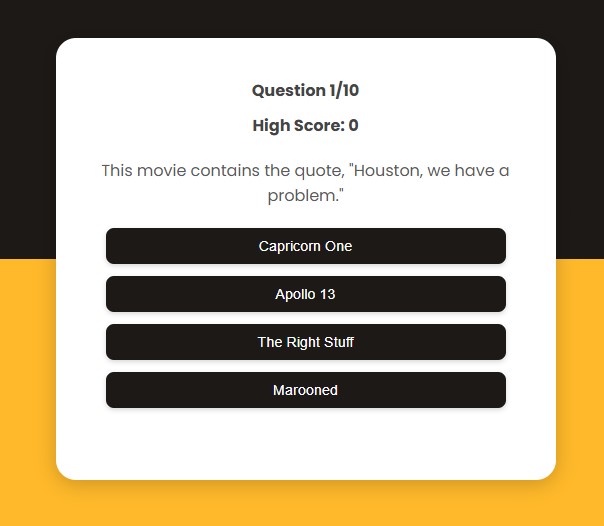 Question 1/10
High Score: 0
This movie contains the quote, "Houston, we have a
problem."
Capricorn One
Apollo 13
The Right Stuff
Marooned